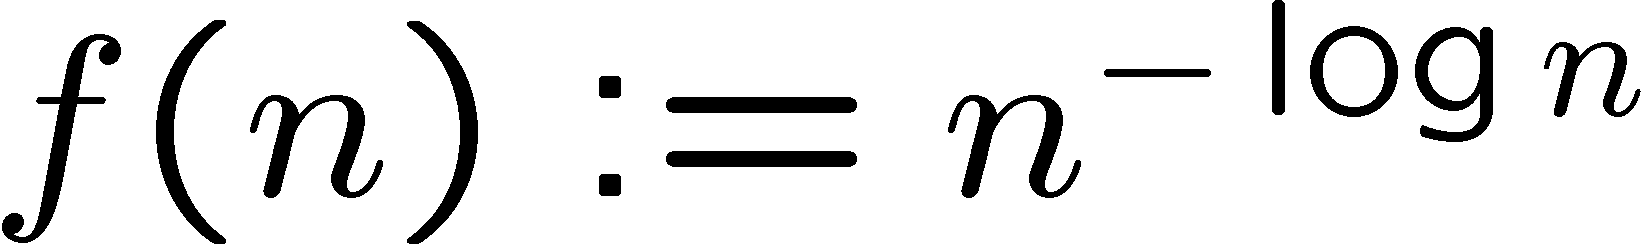 f(n) := n^{− log n}